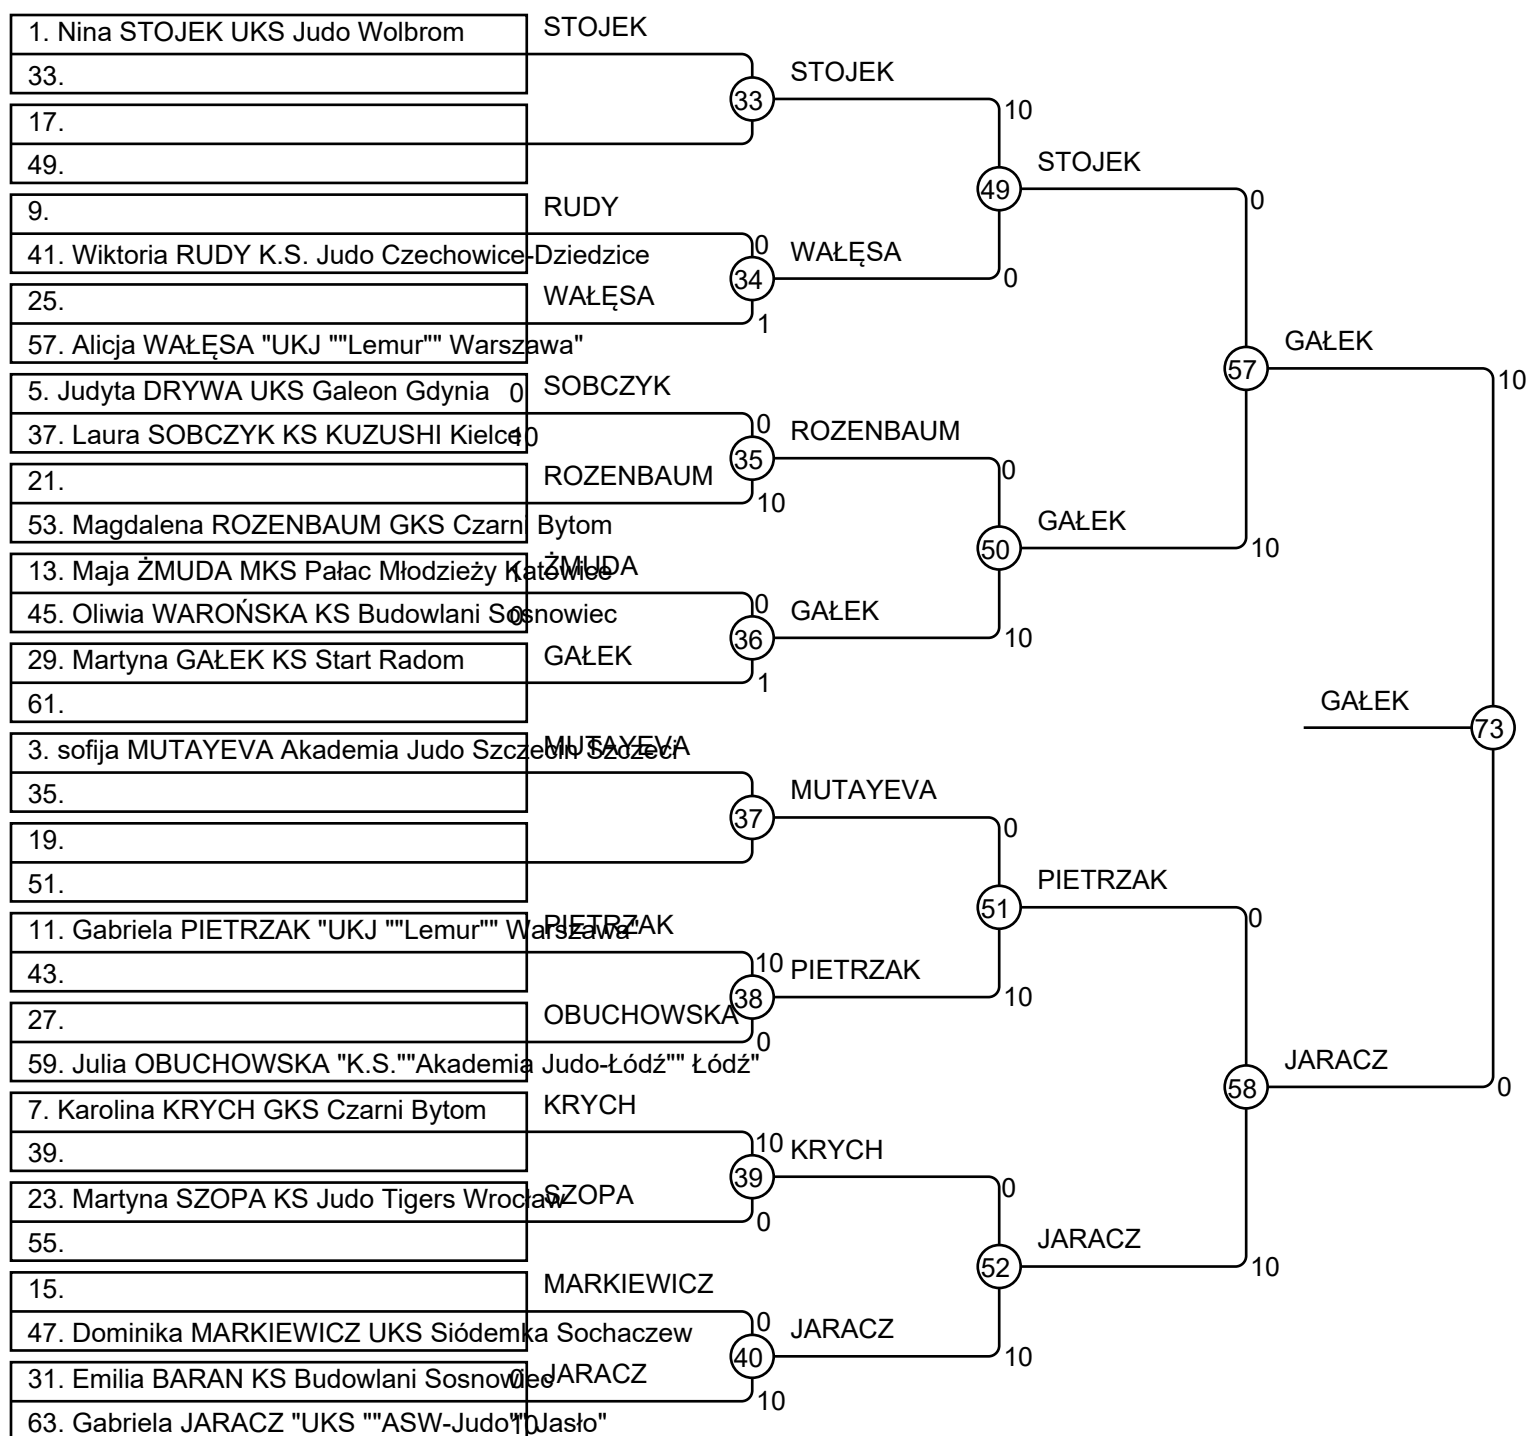 1. Nina STOJEK UKS Judo Wolbrom
STOJEK
33.
33
STOJEK
17.
10
49.
49
STOJEK
9.
RUDY
0
41. Wiktoria RUDY K.S. Judo Czechowice-Dziedzice
0
34
WAŁĘSA
0
25.
WAŁĘSA
1
57. Alicja WAŁĘSA "UKJ ""Lemur"" Warszawa"
57
GAŁEK
10
5. Judyta DRYWA UKS Galeon Gdynia 0
SOBCZYK
0
37. Laura SOBCZYK KS KUZUSHI Kielce 10
35
ROZENBAUM
0
21.
ROZENBAUM
10
53. Magdalena ROZENBAUM GKS Czarni Bytom
50
GAŁEK
10
13. Maja ŻMUDA MKS Pałac Młodzieży Katowice 1
ŻMUDA
0
45. Oliwia WAROŃSKA KS Budowlani Sosnowiec 0
36
GAŁEK
10
29. Martyna GAŁEK KS Start Radom
GAŁEK
1
61.
GAŁEK
73
3. sofija MUTAYEVA Akademia Judo Szczecin Szczeci
MUTAYEVA
35.
37
MUTAYEVA
0
19.
51.
51
PIETRZAK
0
11. Gabriela PIETRZAK "UKJ ""Lemur"" Warszawa"
PIETRZAK
10
43.
38
PIETRZAK
10
27.
OBUCHOWSKA
0
59. Julia OBUCHOWSKA "K.S.""Akademia Judo-Łódź"" Łódź"
58
JARACZ
0
7. Karolina KRYCH GKS Czarni Bytom
KRYCH
10
39.
39
KRYCH
0
23. Martyna SZOPA KS Judo Tigers Wrocław
SZOPA
0
55.
52
JARACZ
10
15.
MARKIEWICZ
0
47. Dominika MARKIEWICZ UKS Siódemka Sochaczew
40
JARACZ
10
31. Emilia BARAN KS Budowlani Sosnowiec 0
JARACZ
10
63. Gabriela JARACZ "UKS ""ASW-Judo"" Jasło" 10